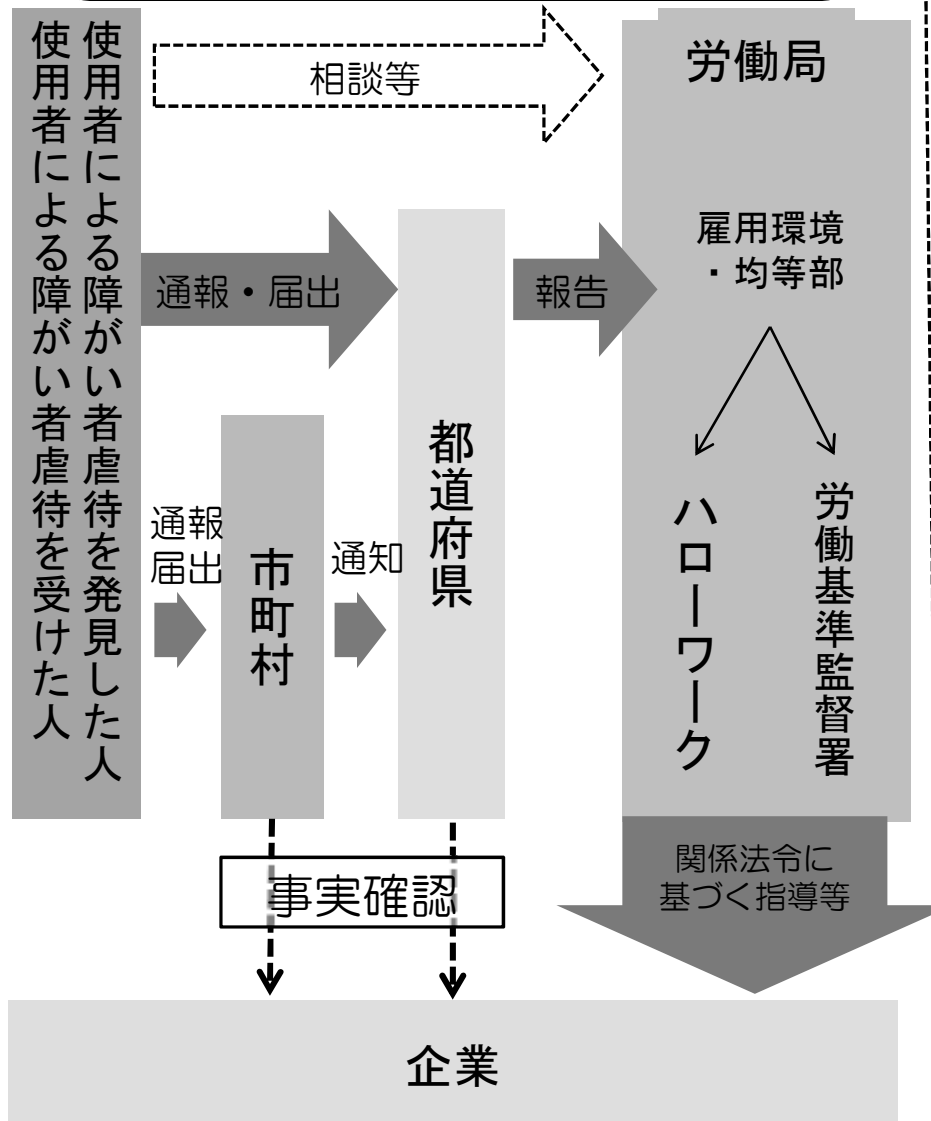 使用者による障がい者虐待を発見した人
使用者による障がい者虐待を受けた人
相談等
労働局
雇用環境
・均等部
通報・届出
報告
都道府県
通報
届出
市町村
通知
ハローワーク
労働基準監督署
事実確認
関係法令に
基づく指導等
企業